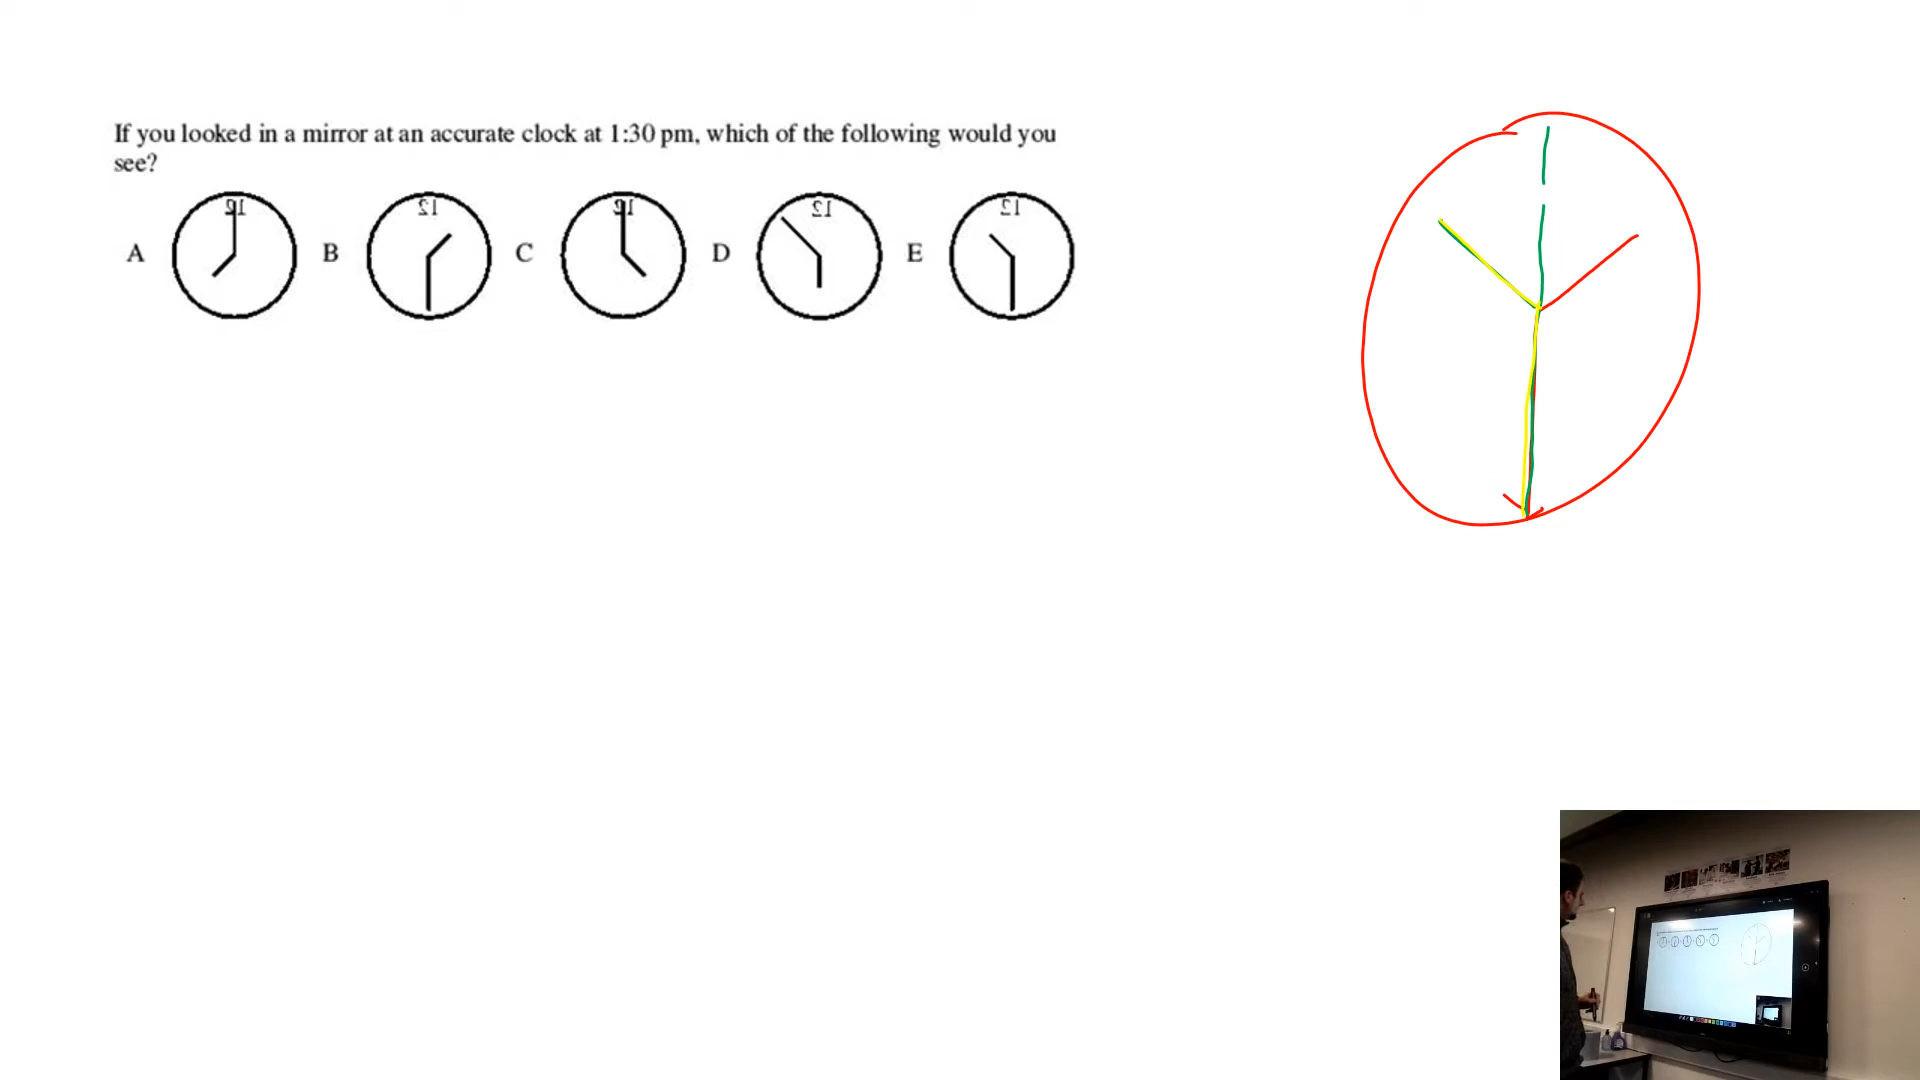 If you looked in a mirror at an accurate clock at 1:30 pm, which of the following would you
see?
A B C D E